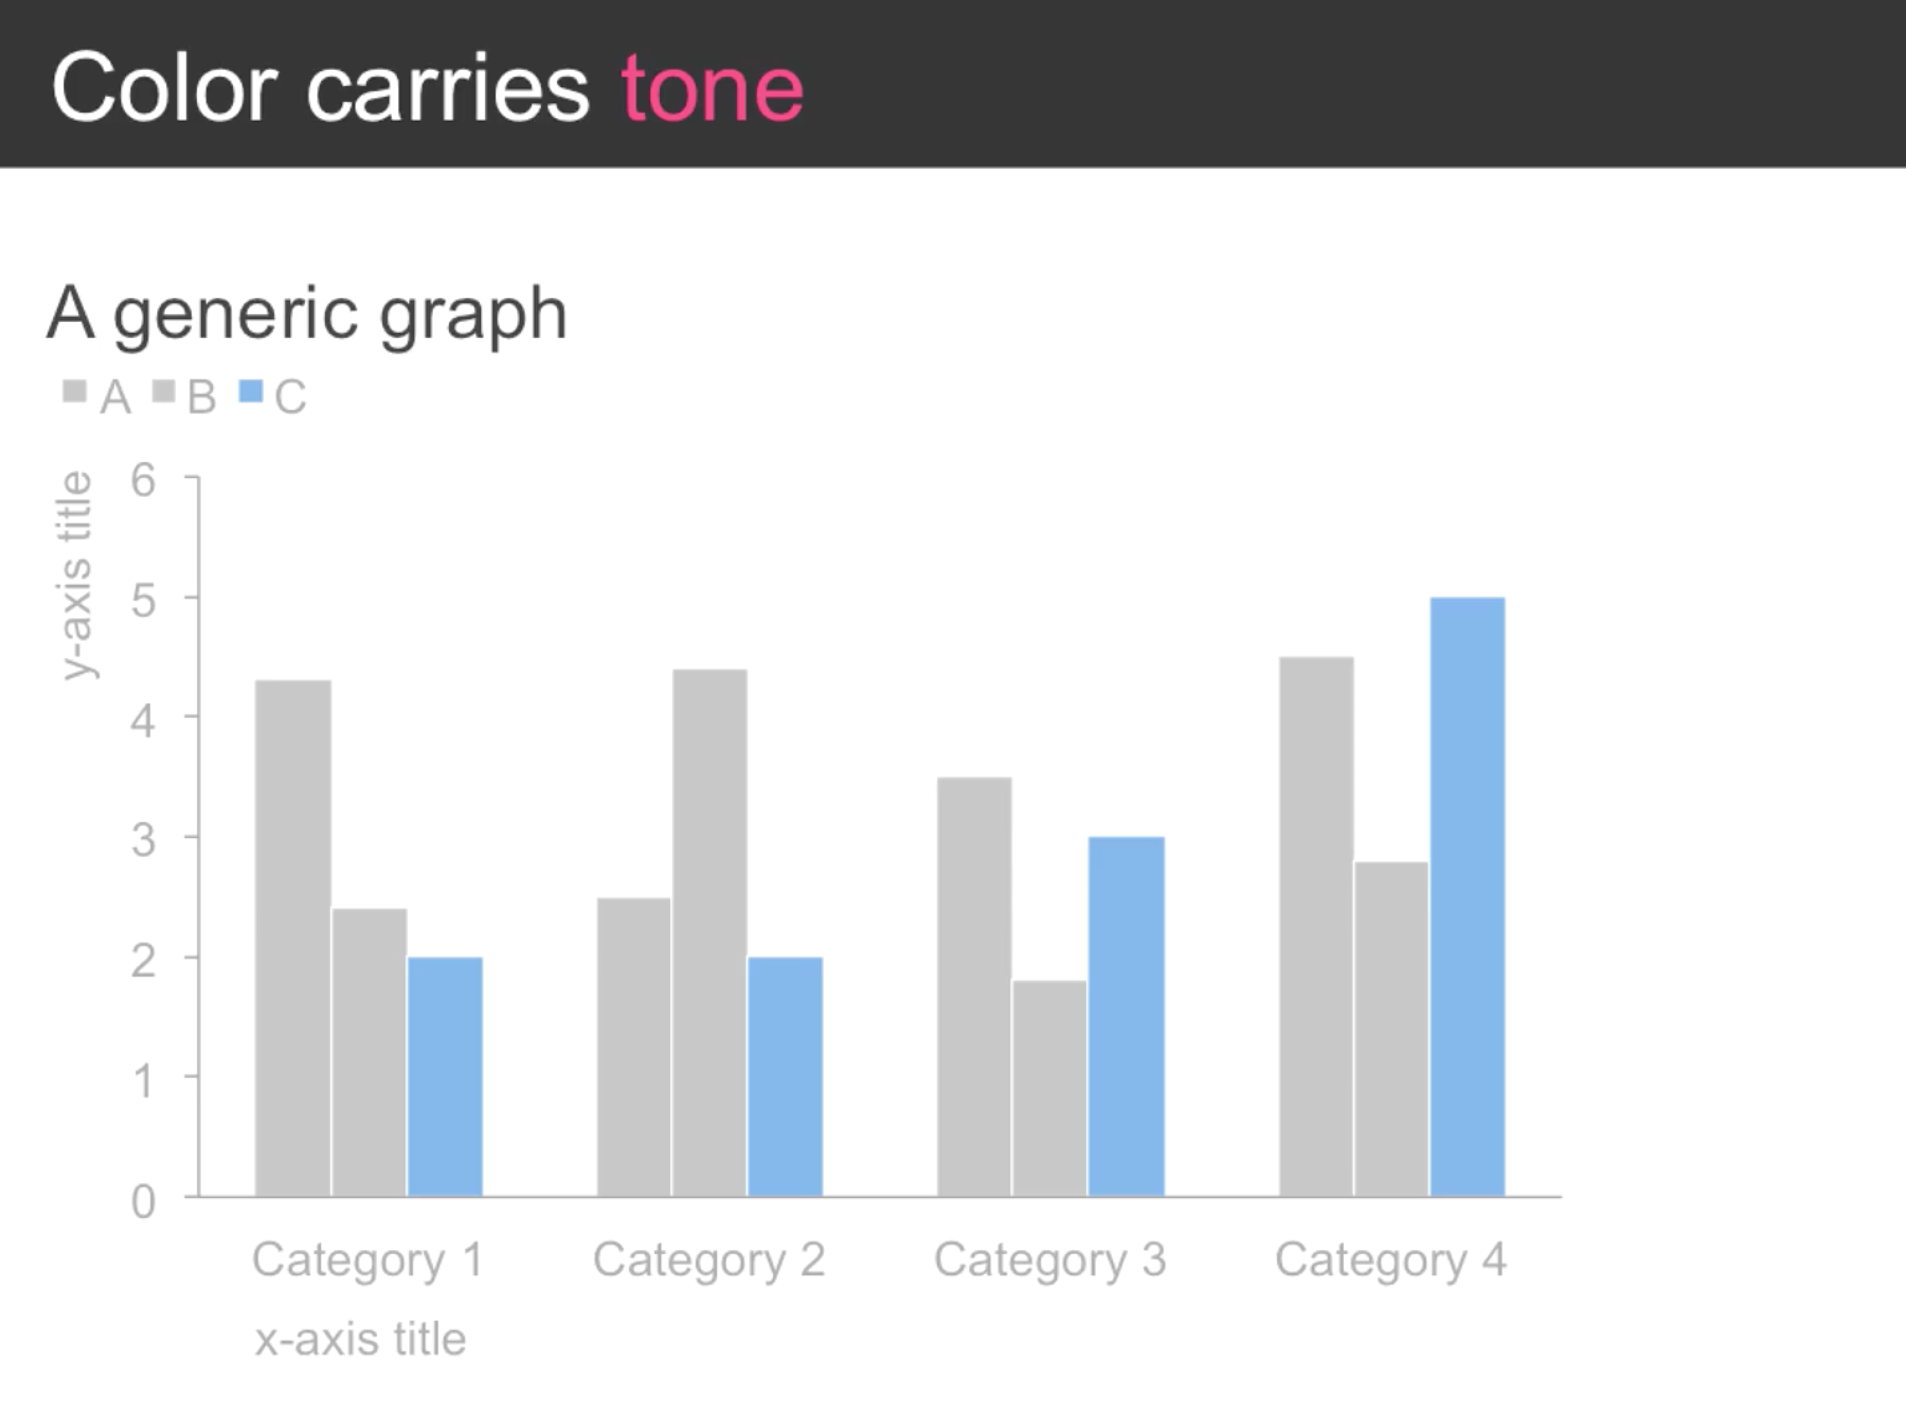 Color carries tone
A generic graph
A B C
y-axis title
6
5
4
3
2
1
0
Category 1 Category 2 Category 3 Category 4
x-axis title